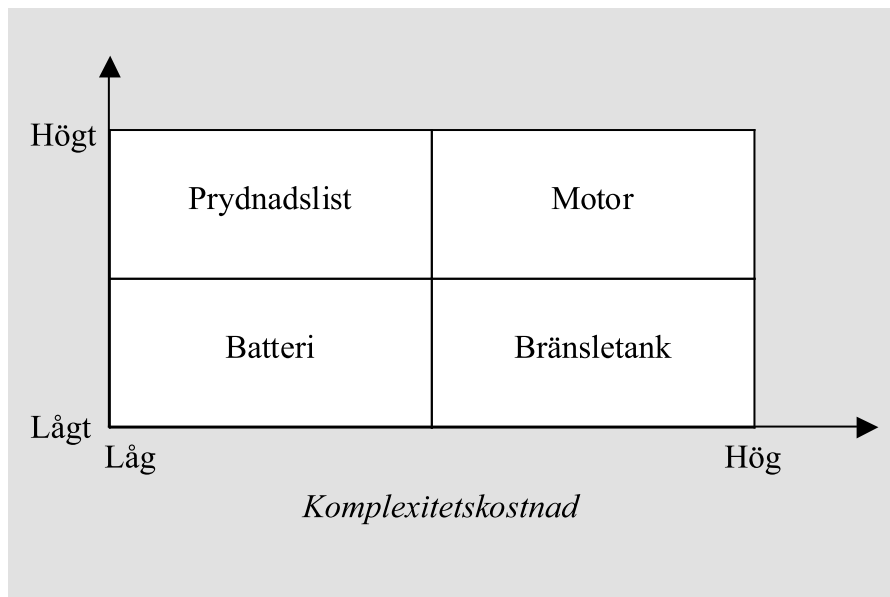 Högt
Prydnadslist Motor
Batteri Bränsletank
Lågt
Låg Hög
Komplexitetskostnad